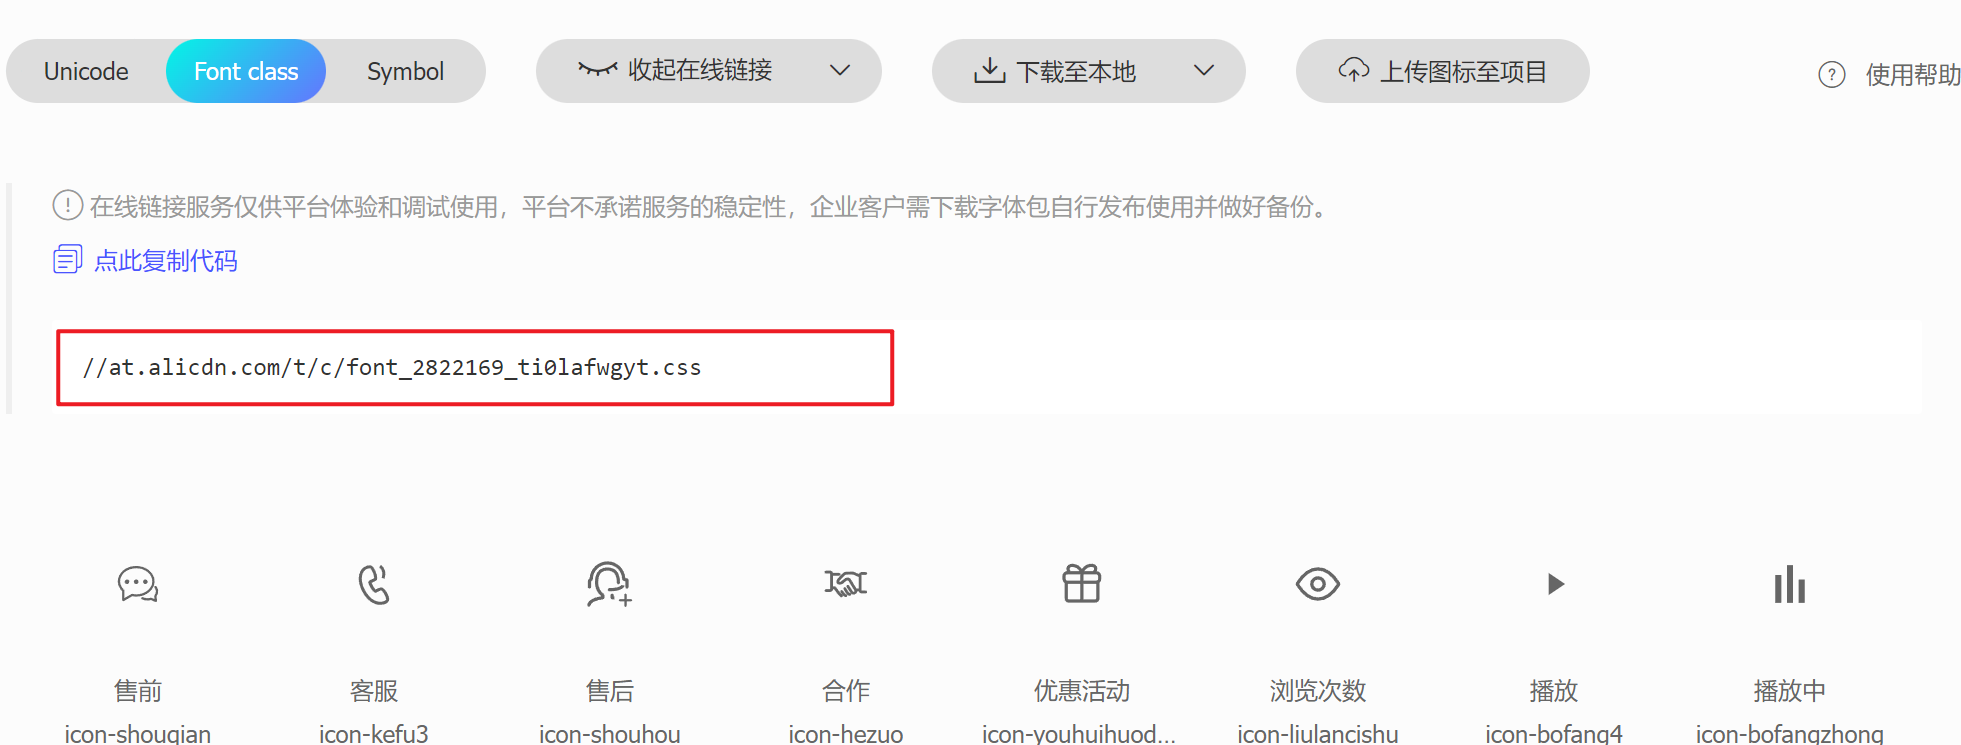 Unicode Font class Symbol 收起在线链接 下载至本地 上传图标至项目 ? 使用帮助
! 在线链接服务仅供平台体验和调试使用，平台不承诺服务的稳定性，企业客户需下载字体包自行发布使用并做好备份。
点此复制代码
//at.alicdn.com/t/c/font_2822169_ti0lafwgyt.css
售前 客服 售后 合作 优惠活动 浏览次数 播放 播放中
icon-shouqian icon-kefu3 icon-shouhou icon-hezuo icon-youhuihuod... icon-liulancishu icon-bofang4 icon-bofangzhong